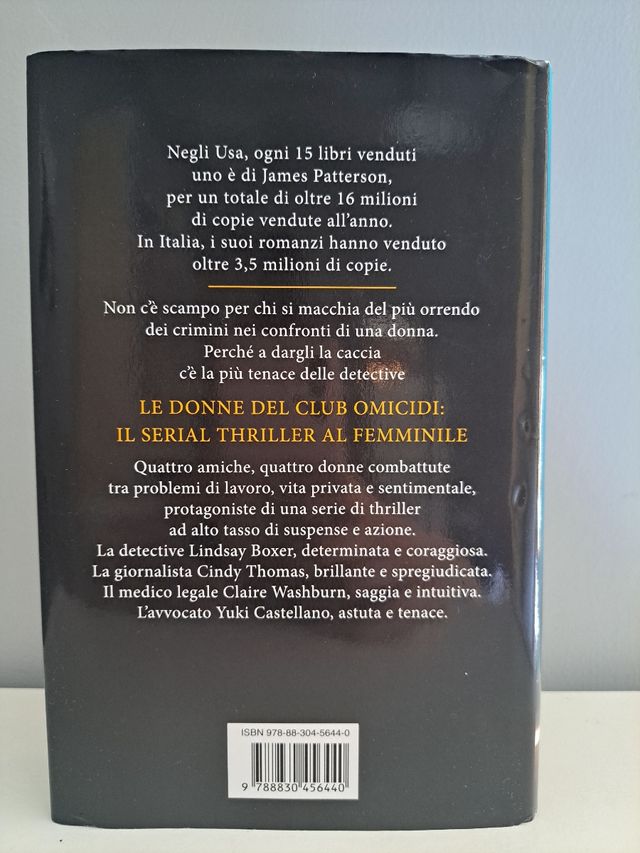 Negli Usa, ogni 15 libri venduti
uno è di James Patterson,
per un totale di oltre 16 milioni
di copie vendute all'anno.
In Italia, i suoi romanzi hanno venduto
oltre 3,5 milioni di copie.
Non c'è scampo per chi si macchia del più orrendo
dei crimini nei confronti di una donna.
Perché a dargli la caccia
c'è la più tenace delle detective
LE DONNE DEL CLUB OMICIDI:
IL SERIAL THRILLER AL FEMMINILE
Quattro amiche, quattro donne combattute
tra problemi di lavoro, vita privata e sentimentale,
protagoniste di una serie di thriller
ad alto tasso di suspense e azione.
La detective Lindsay Boxer, determinata e coraggiosa.
La giornalista Cindy Thomas, brillante e spregiudicata.
Il medico legale Claire Washburn, saggia e intuitiva.
L'avvocato Yuki Castellano, astuta e tenace.
ISBN 978-88-304-5644-0
9 788830 456440